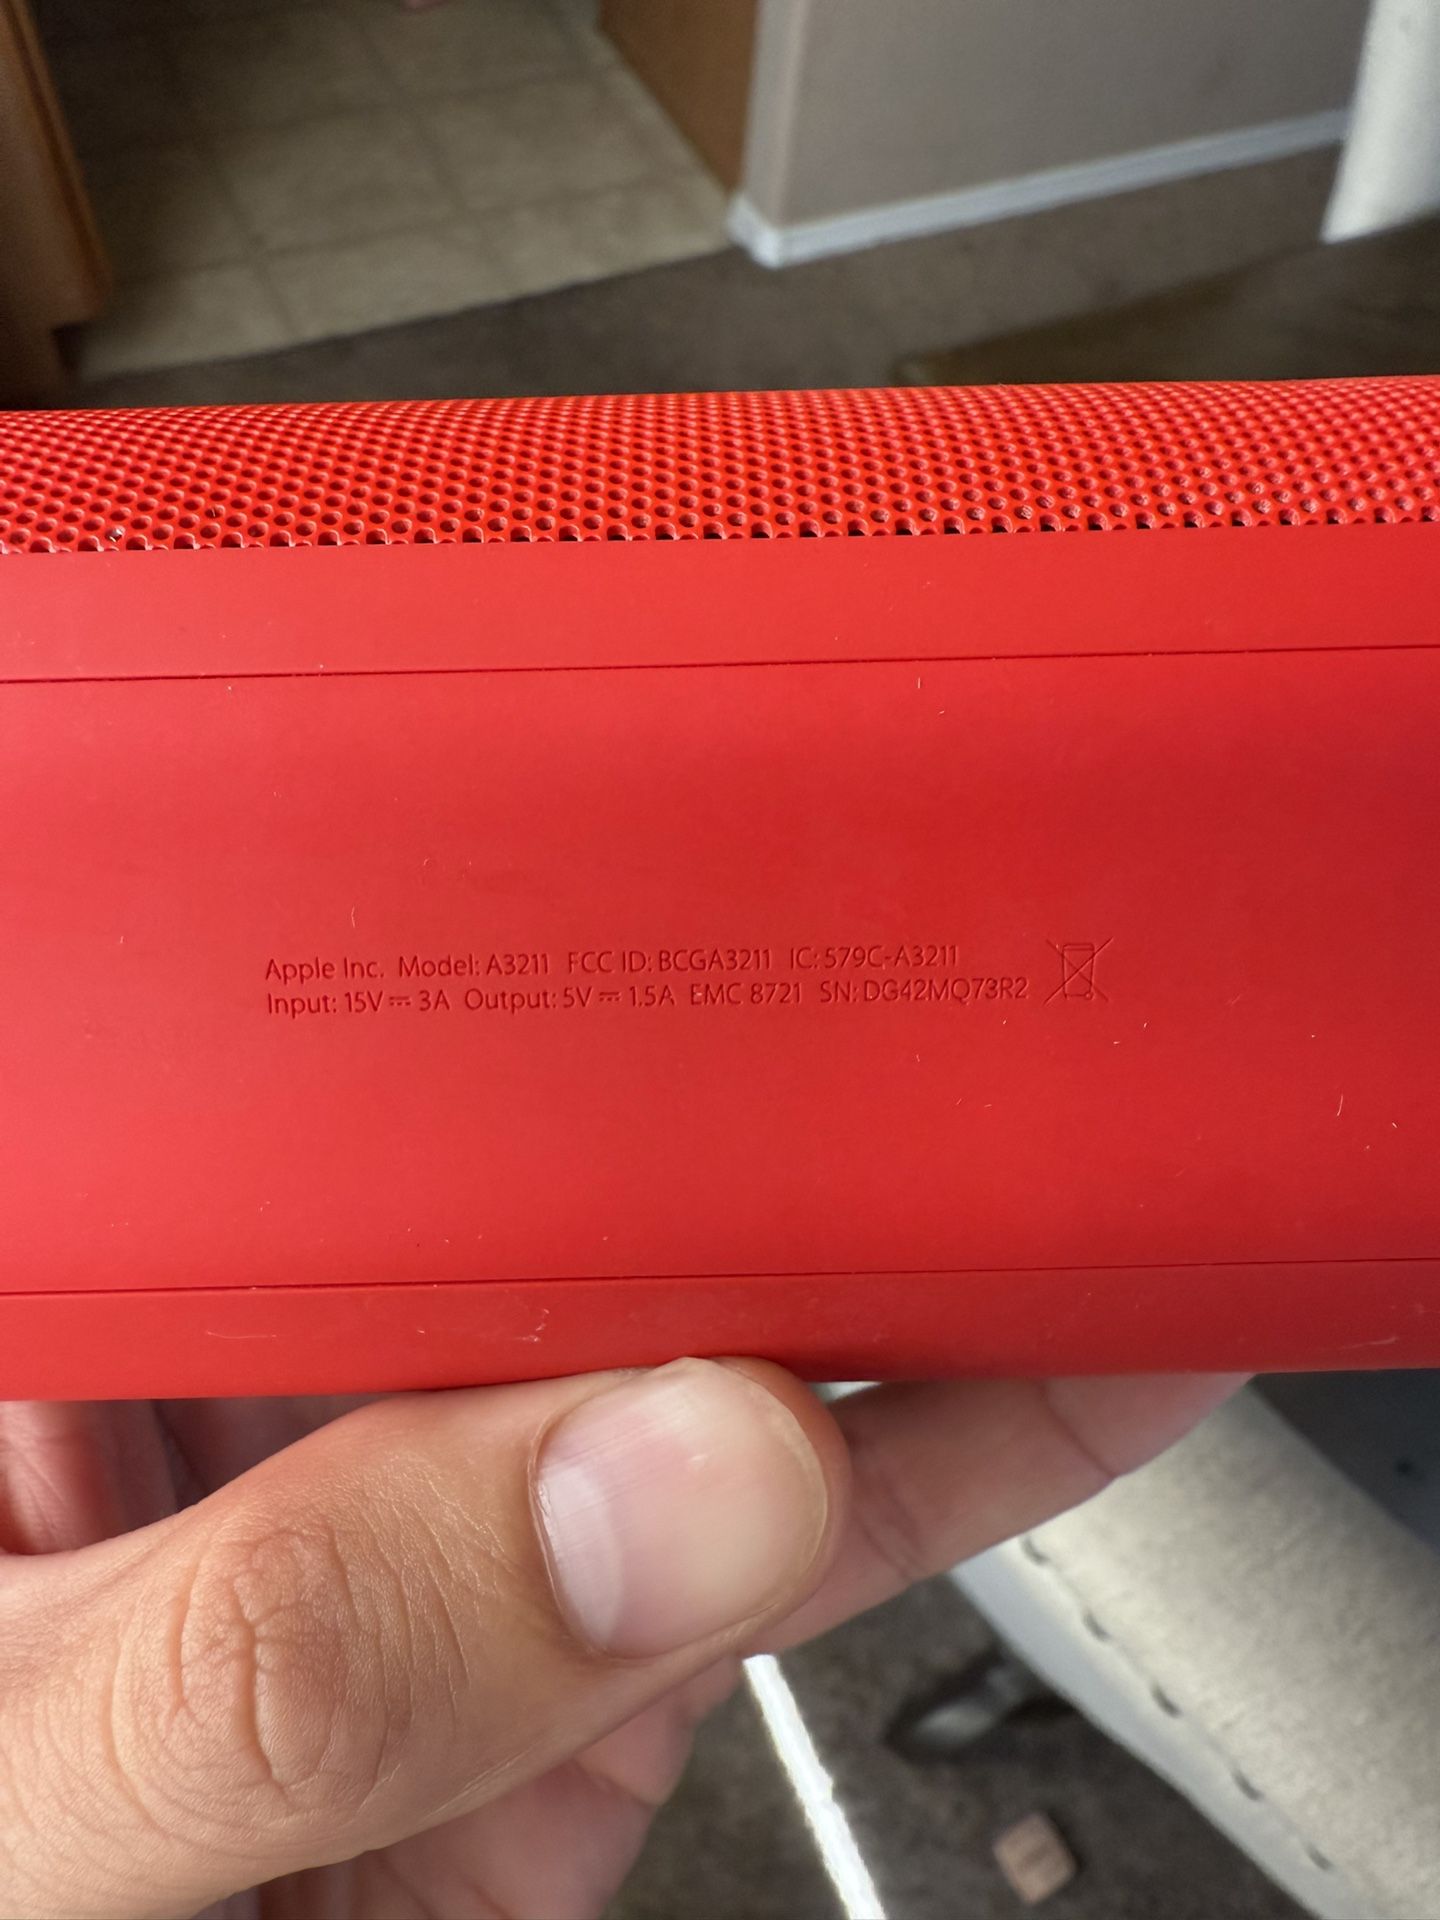 Apple Inc. Model: A3211 FCC ID: BCGA3211 IC: 579C-A3211
Input: 15V ⎓ 3A Output: 5V ⎓ 1.5A EMC 8721 SN: DG42MQ73R2